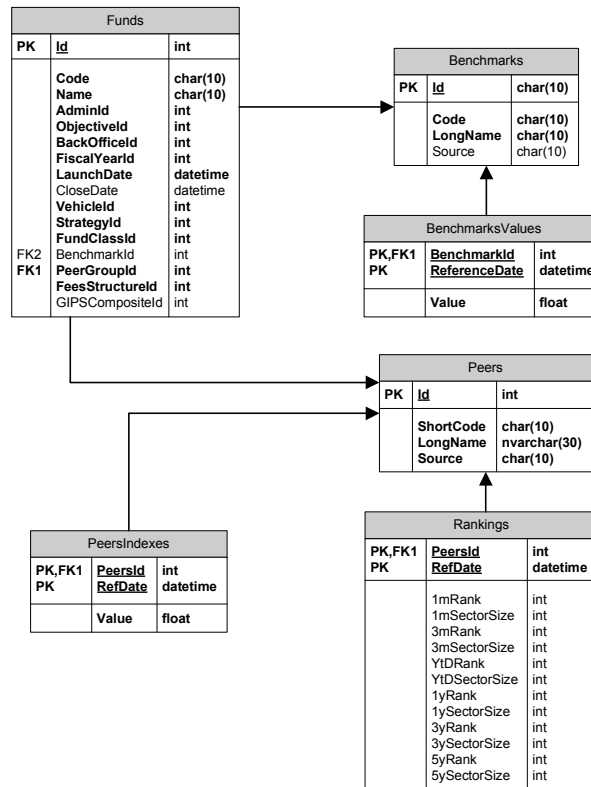 Funds
PK Id int
Code char(10)
Name char(10)
AdminId int
ObjectiveId int
BackOfficeId int
FiscalYearId int
LaunchDate datetime
CloseDate datetime
VehicleId int
StrategyId int
FundClassId int
FK2 BenchmarkId int
FK1 PeerGroupId int
FeesStructureId int
GIPSCompositeId int
Benchmarks
PK Id char(10)
Code char(10)
LongName char(10)
Source char(10)
BenchmarksValues
PK,FK1 BenchmarkId int
PK ReferenceDate datetime
Value float
Peers
PK Id int
ShortCode char(10)
LongName nvarchar(30)
Source char(10)
PeersIndexes
PK,FK1 PeersId int
PK RefDate datetime
Value float
Rankings
PK,FK1 PeersId int
PK RefDate datetime
1mRank int
1mSectorSize int
3mRank int
3mSectorSize int
YtDRank int
YtDSectorSize int
1yRank int
1ySectorSize int
3yRank int
3ySectorSize int
5yRank int
5ySectorSize int